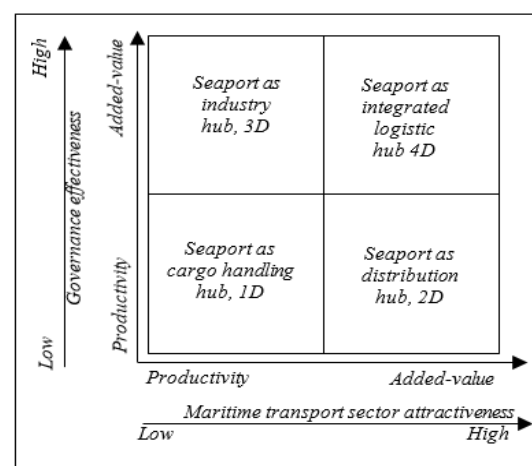 High
Governance effectiveness
Low
Added-value
Productivity
Seaport as
industry
hub, 3D
Seaport as
integrated
logistic
hub 4D
Seaport as
cargo handling
hub, 1D
Seaport as
distribution
hub, 2D
Productivity
Added-value
Maritime transport sector attractiveness
Low
High